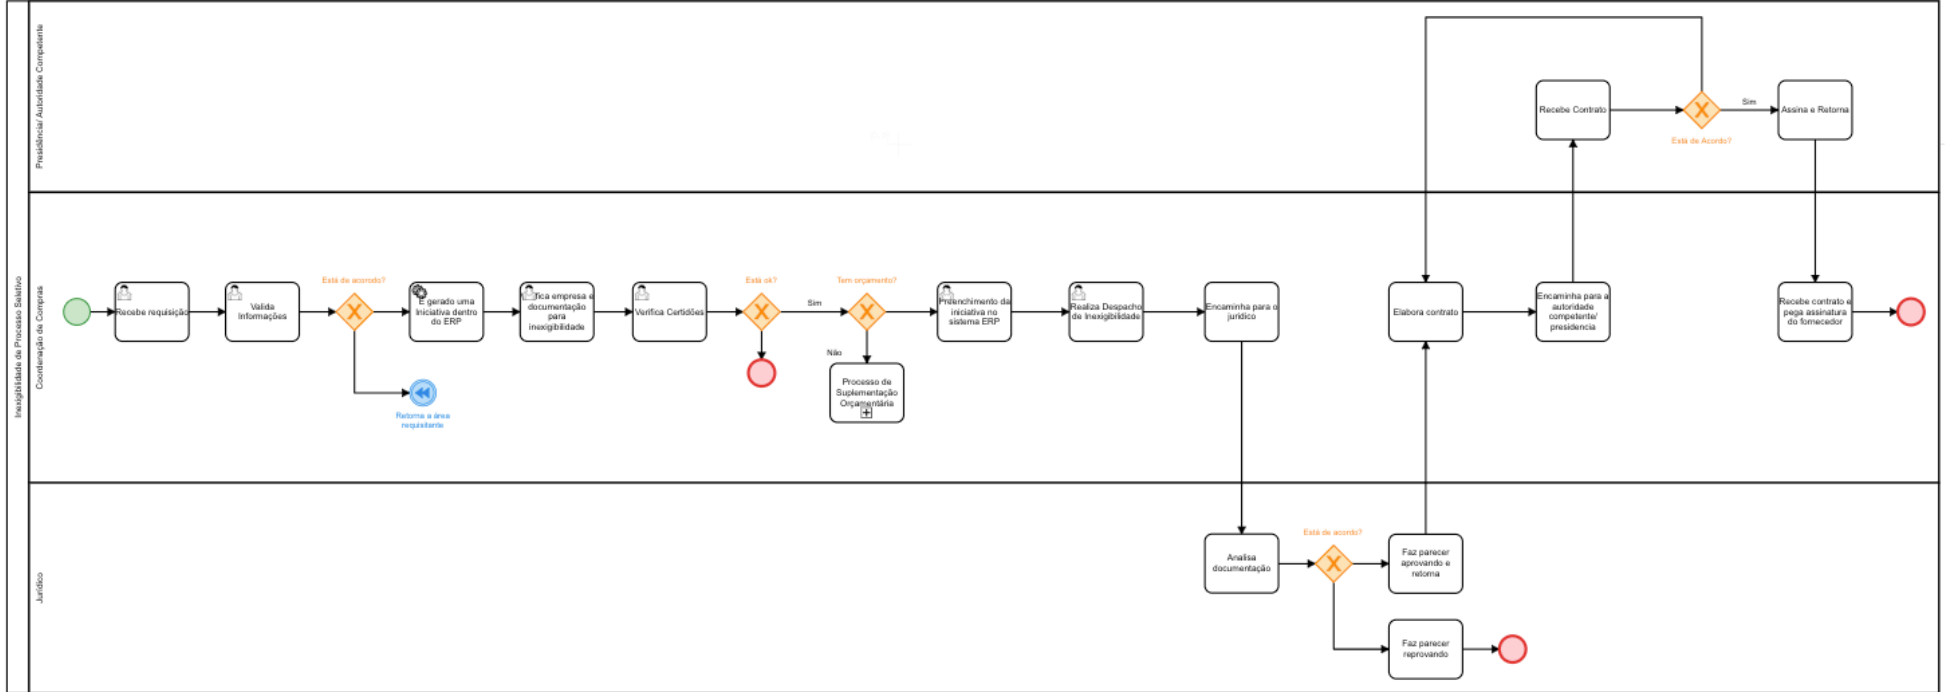 Inexigibilidade de Processo Seletivo
Presidência/ Autoridade Competente
Recebe Contrato
Está de Acordo?
Sim
Assina e Retorna
Coordenação de Compras
Recebe requisição
Valida
Informações
Está de acorodo?
Retorna a área
requisitante
É gerado uma
Iniciativa dentro
do ERP
fica empresa e
documentação
para
inexigibilidade
Verifica Certidões
Está ok?
Sim
Tem orçamento?
Não
Processo de
Suplementação
Orçamentária
Preenchimento da
iniciativa no
sistema ERP
Realiza Despacho
de Inexigibilidade
Encaminha para o
jurídico
Elabora contrato
Encaminha para a
autoridade
competente/
presidencia
Recebe contrato e
pega assinatura
do fornecedor
Jurídico
Analisa
documentação
Está de acordo?
Faz parecer
aprovando e
retorna
Faz parecer
reprovando